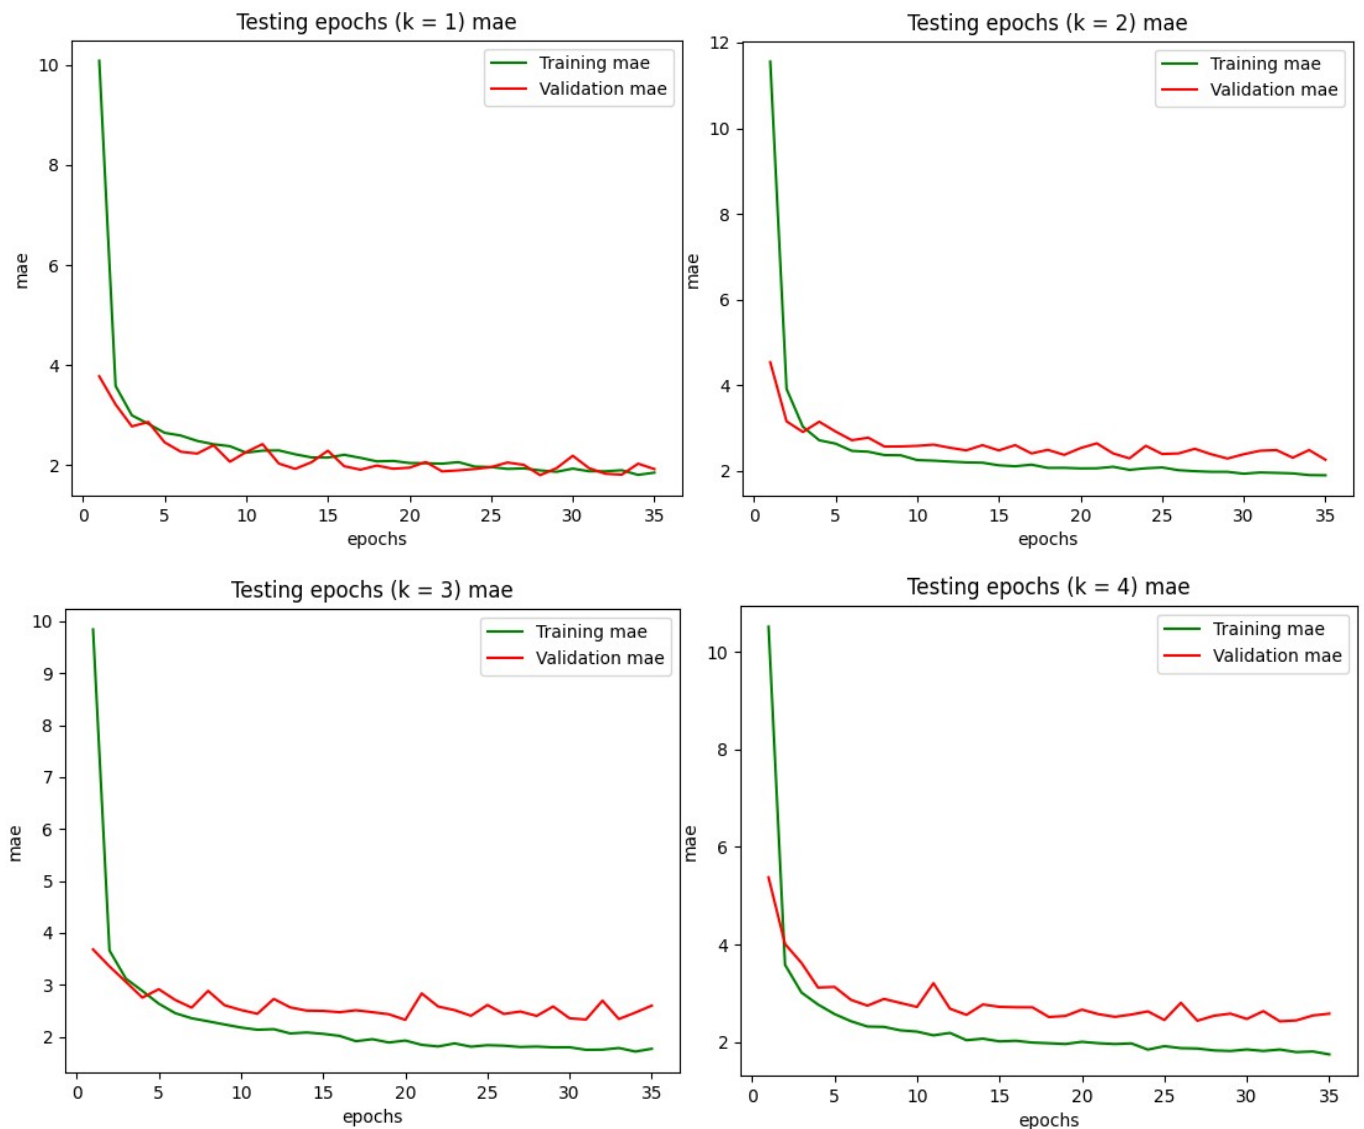 Testing epochs (k = 1) mae
Training mae
Validation mae
10
8
6
4
2
mae
0 5 10 15 20 25 30 35
epochs
Testing epochs (k = 2) mae
Training mae
Validation mae
12
10
8
6
4
2
mae
0 5 10 15 20 25 30 35
epochs
Testing epochs (k = 3) mae
Training mae
Validation mae
10
9
8
7
6
5
4
3
2
mae
0 5 10 15 20 25 30 35
epochs
Testing epochs (k = 4) mae
Training mae
Validation mae
10
8
6
4
2
mae
0 5 10 15 20 25 30 35
epochs